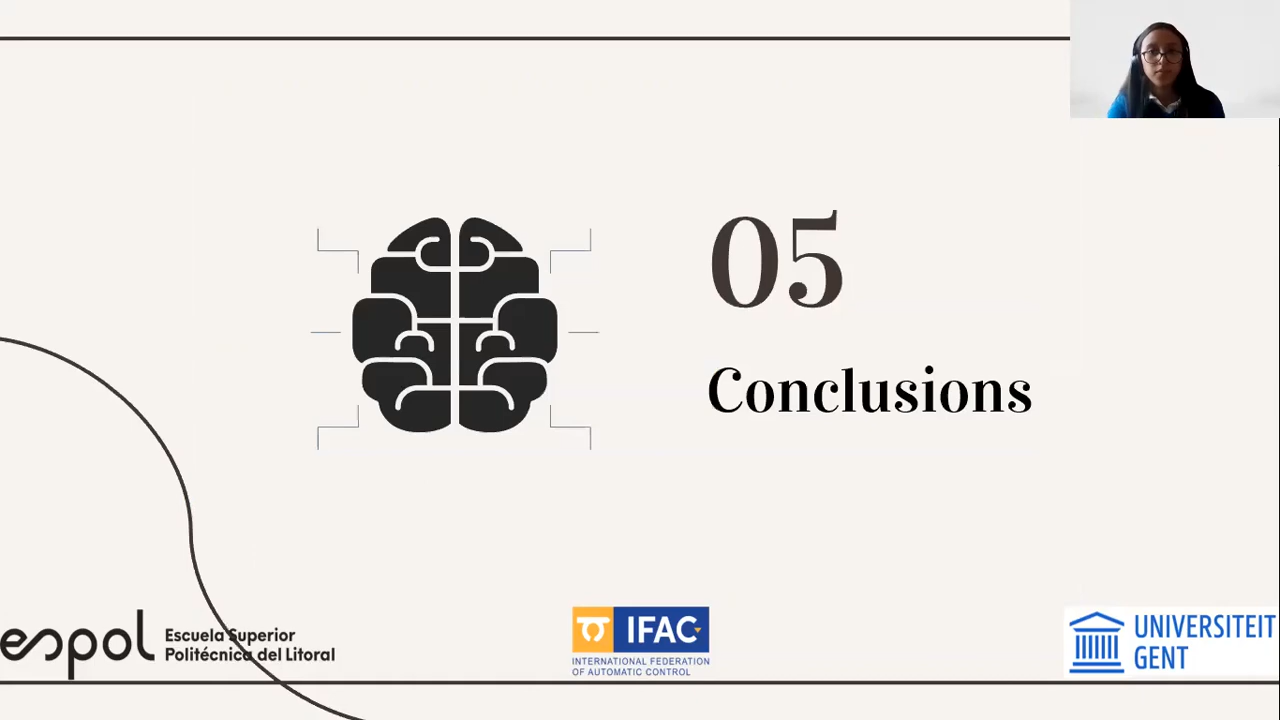 05
Conclusions
espol
Escuela Superior
Politécnica del Litoral
IFAC
INTERNATIONAL FEDERATION
OF AUTOMATIC CONTROL
UNIVERSITEIT
GENT